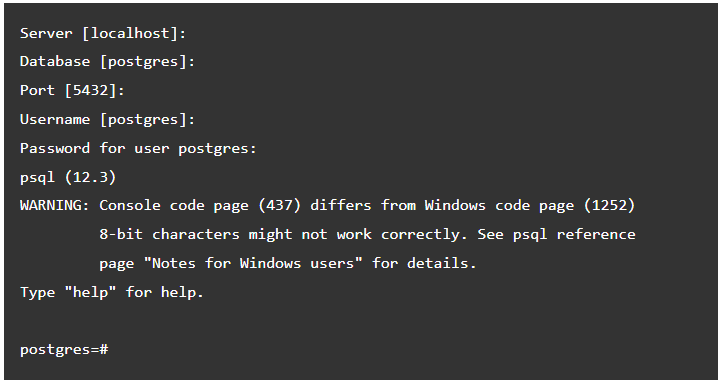 Server [localhost]:
Database [postgres]:
Port [5432]:
Username [postgres]:
Password for user postgres:
psql (12.3)
WARNING: Console code page (437) differs from Windows code page (1252)
8-bit characters might not work correctly. See psql reference
page "Notes for Windows users" for details.
Type "help" for help.
postgres=#